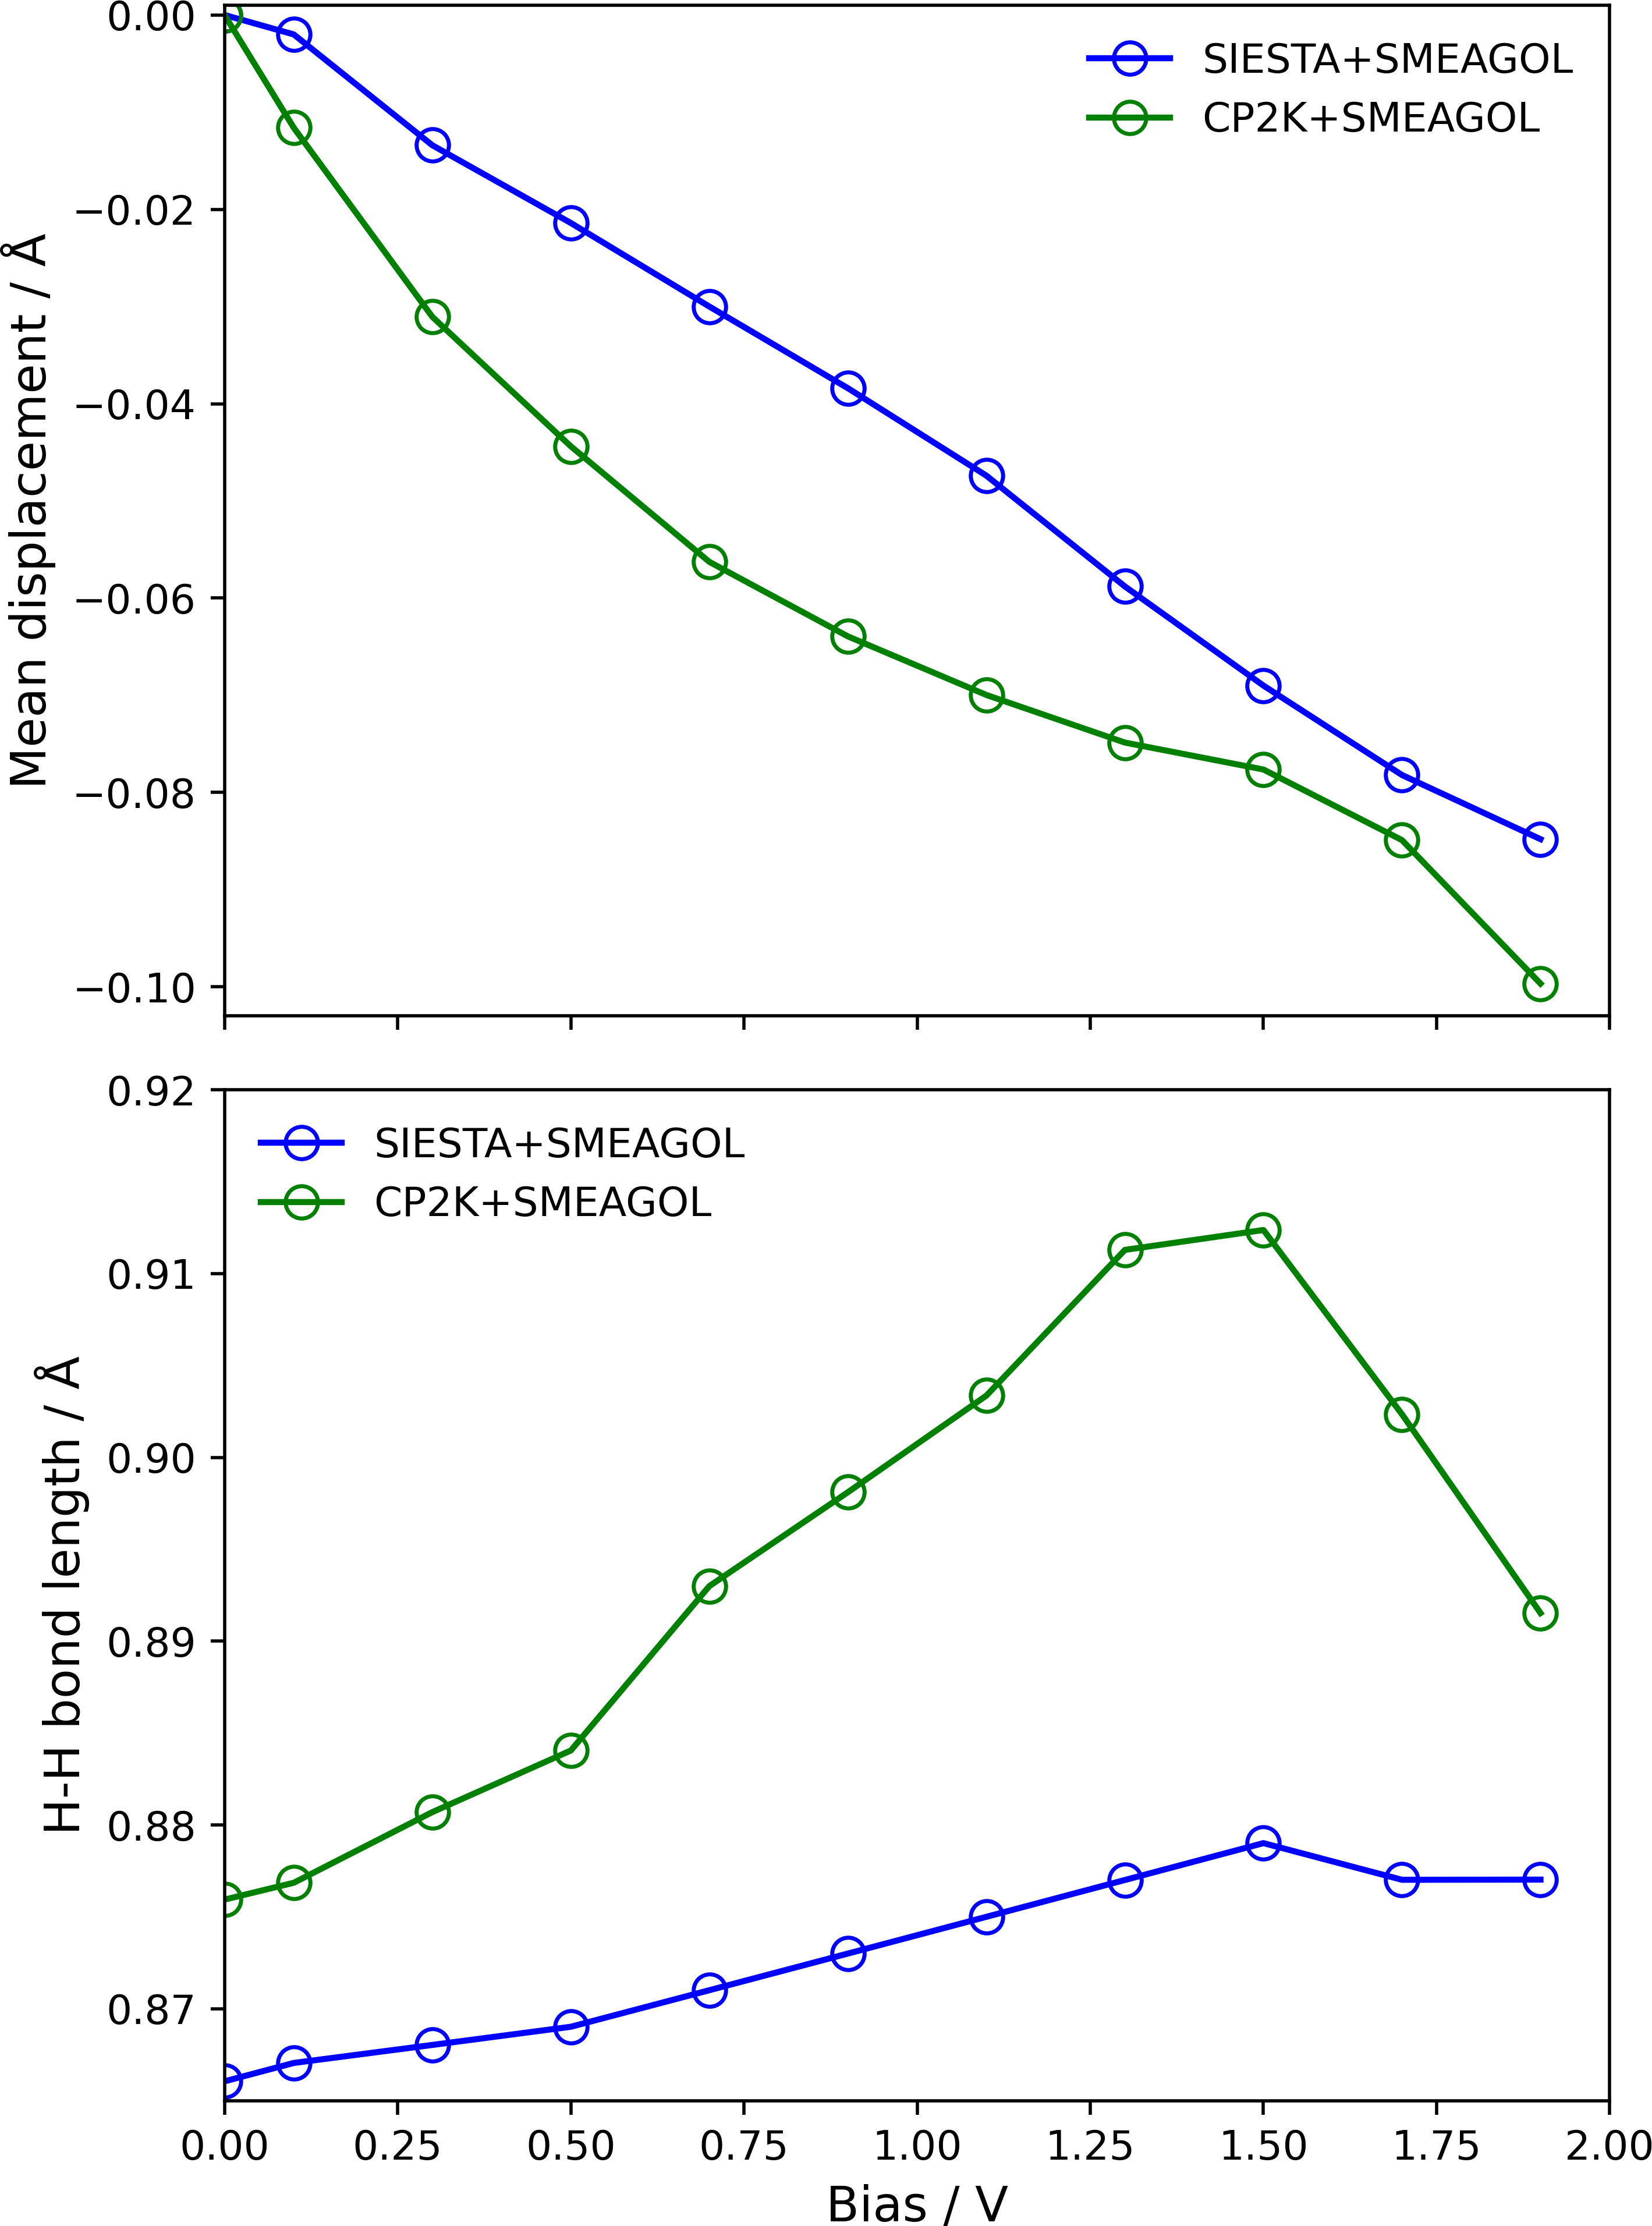 Mean displacement / Å
0.00
−0.02
−0.04
−0.06
−0.08
−0.10
SIESTA+SMEAGOL
CP2K+SMEAGOL
H-H bond length / Å
0.92
0.91
0.90
0.89
0.88
0.87
SIESTA+SMEAGOL
CP2K+SMEAGOL
0.00 0.25 0.50 0.75 1.00 1.25 1.50 1.75 2.00
Bias / V